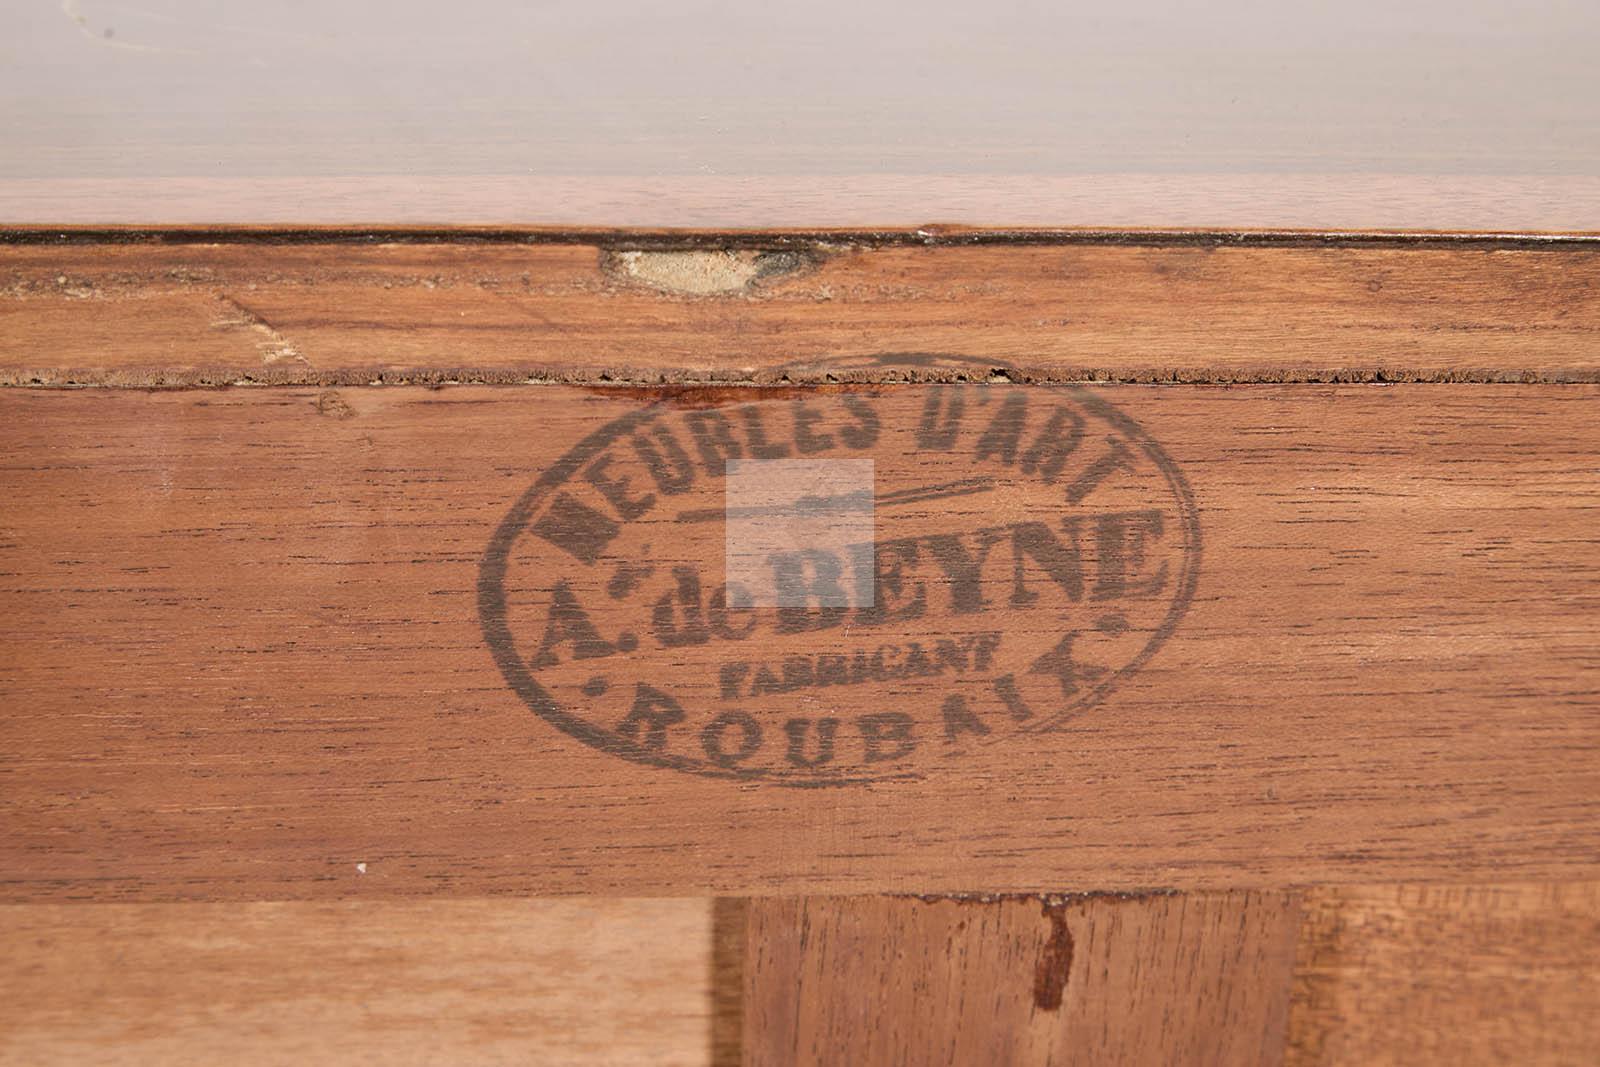 MEUBLES D'ART
A. de BEYNE
FABRICANT
ROUBAIX